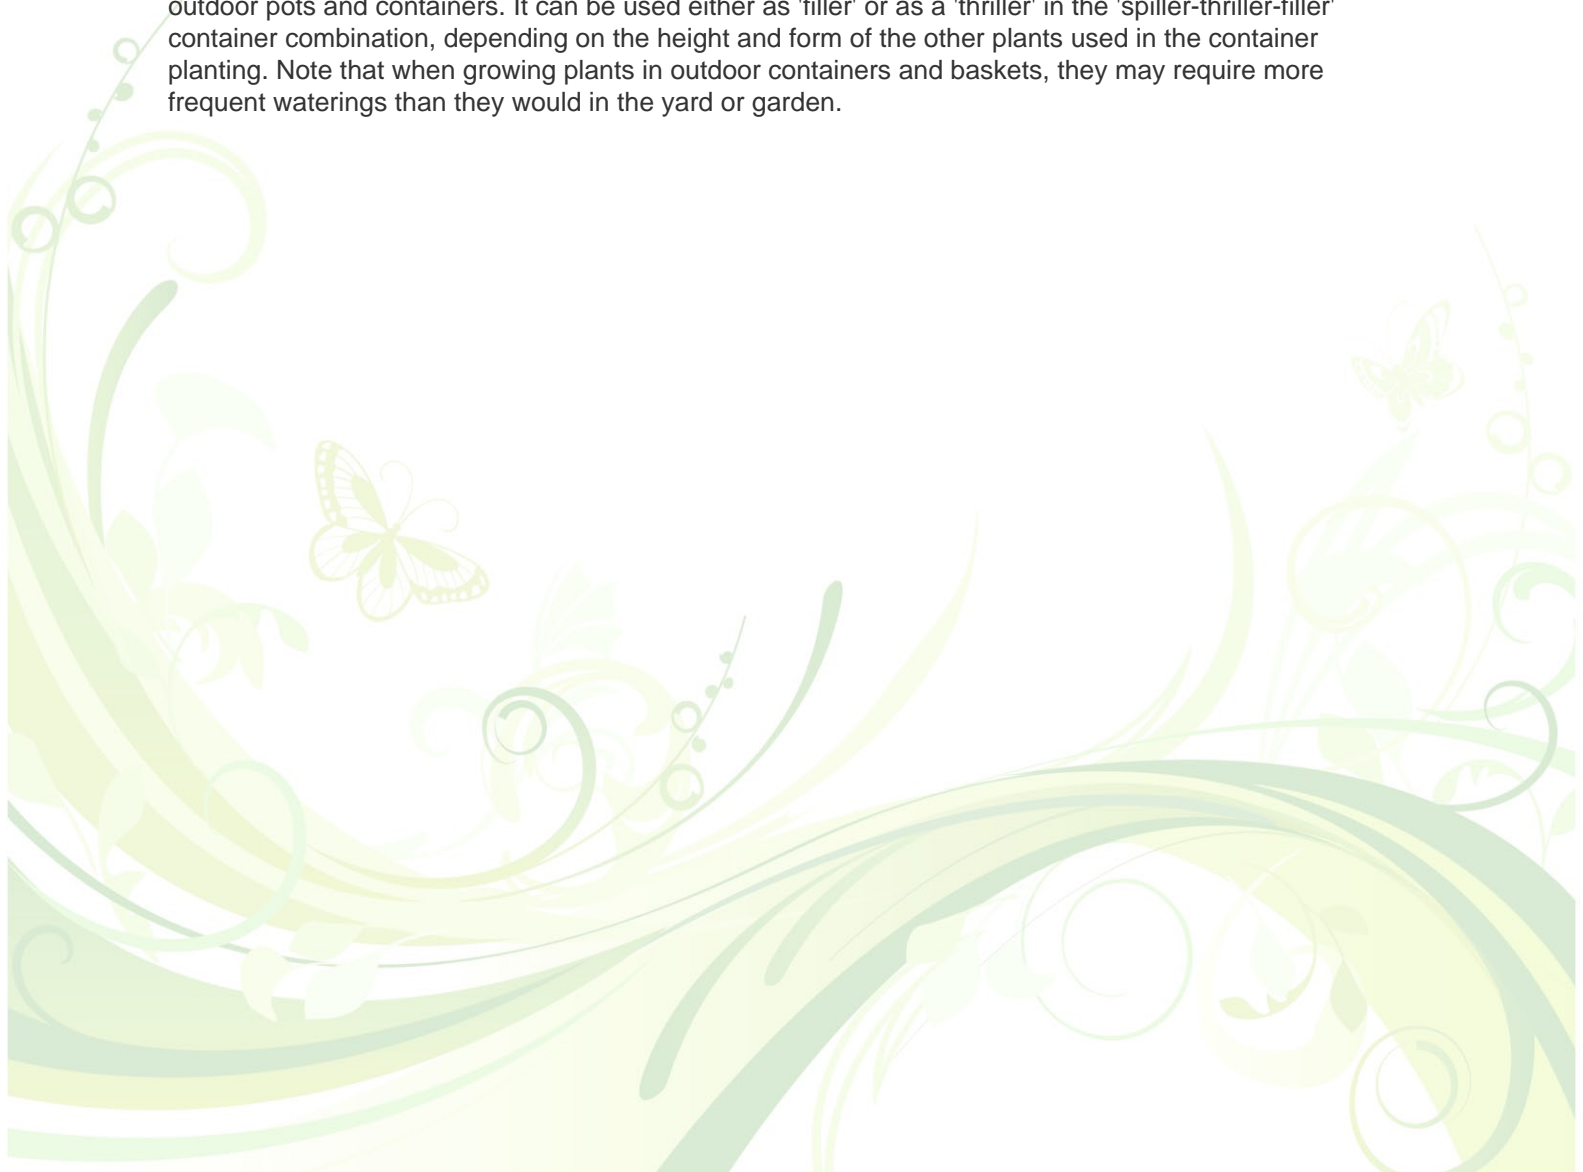 outdoor pots and containers. It can be used either as 'filler' or as a 'thriller' in the 'spiller-thriller-filler'
container combination, depending on the height and form of the other plants used in the container
planting. Note that when growing plants in outdoor containers and baskets, they may require more
frequent waterings than they would in the yard or garden.